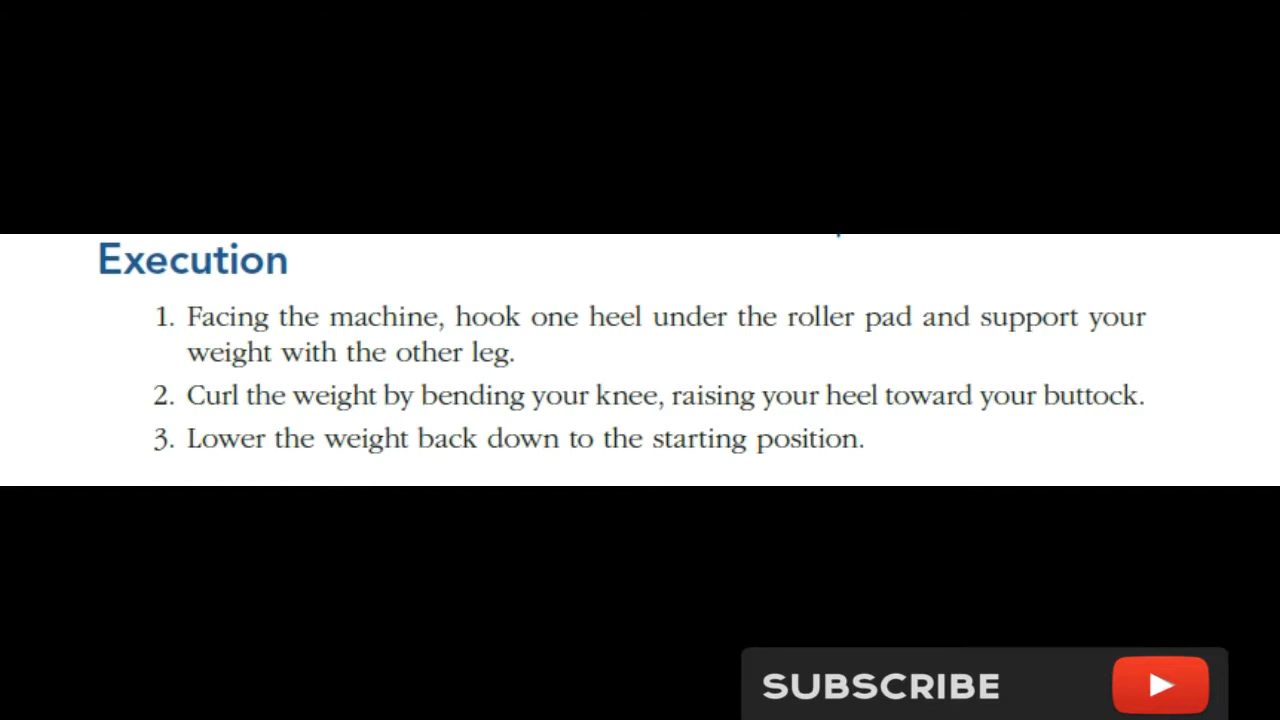 Execution
1. Facing the machine, hook one heel under the roller pad and support your
weight with the other leg.
2. Curl the weight by bending your knee, raising your heel toward your buttock.
3. Lower the weight back down to the starting position.
SUBSCRIBE